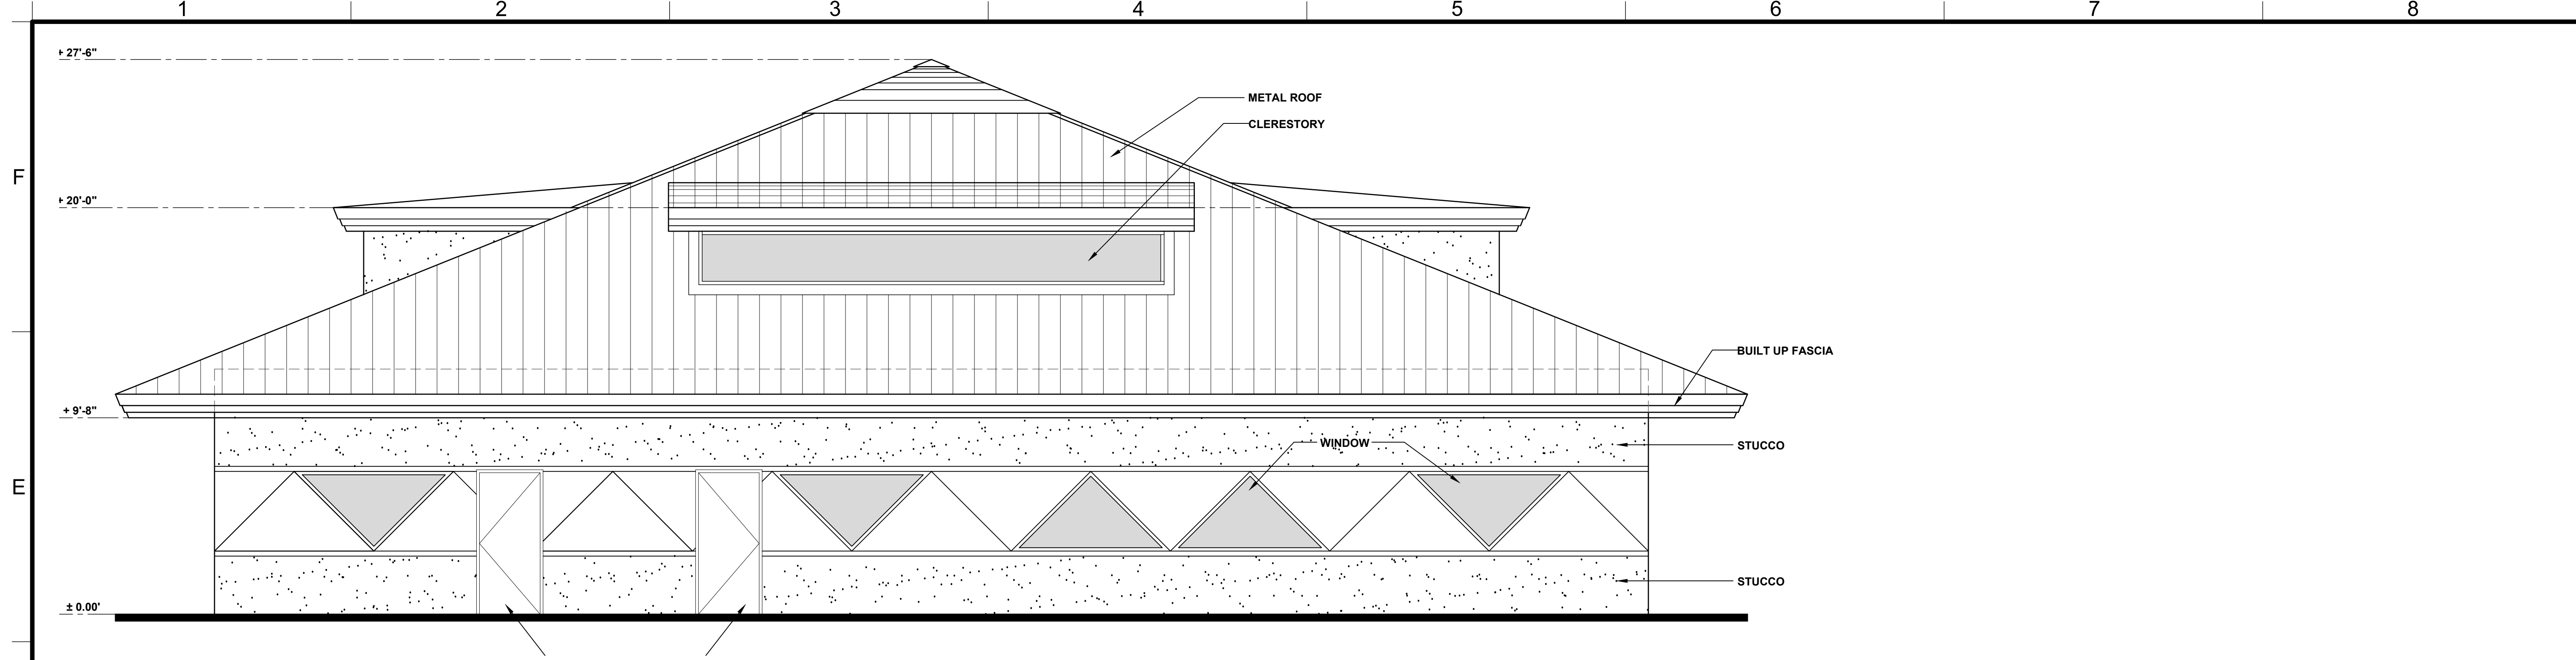 1 2 3 4 5 6 7 8
+ 27'-6"
METAL ROOF
CLERESTORY
F
+ 20'-0"
BUILT UP FASCIA
+ 9'-8"
WINDOW
STUCCO
E
STUCCO
± 0.00'